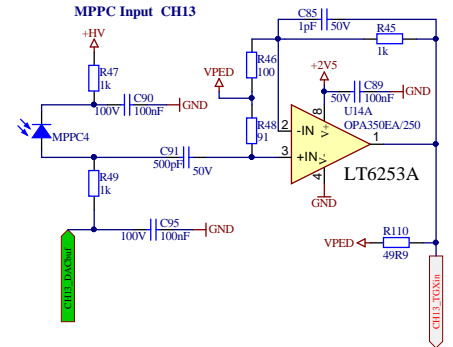 MPPC Input CH13
C85
1pF 50V
R45
1k
+HV
R46
100
R47
1k
VPED
+2V5
C89
50V 100nF GND
C90
100V 100nF GND
U14A
OPA350EA/250
MPPC4
R48
91
2 -IN
3 +IN
8 V+
4 V-
1
LT6253A
C91
500pF 50V
GND
R49
1k
C95
100V 100nF GND
R110
49R9
VPED
CH13_DACbuf
CH13_TGXin